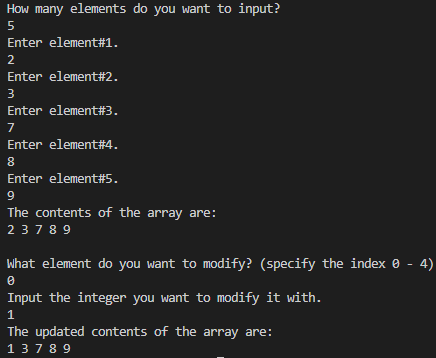 How many elements do you want to input?
5
Enter element#1.
2
Enter element#2.
3
Enter element#3.
7
Enter element#4.
8
Enter element#5.
9
The contents of the array are:
2 3 7 8 9
What element do you want to modify? (specify the index 0 - 4)
0
Input the integer you want to modify it with.
1
The updated contents of the array are:
1 3 7 8 9